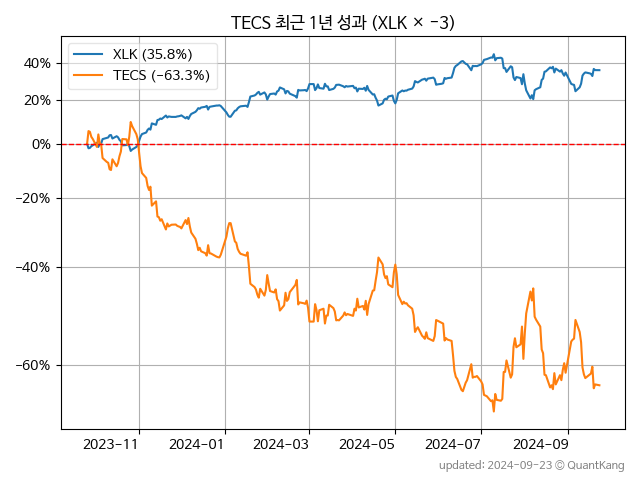 TECS 최근 1년 성과 (XLK × −3)
XLK (35.8%)
TECS (−63.3%)
40%
20%
0%
−20%
−40%
−60%
2023-11 2024-01 2024-03 2024-05 2024-07 2024-09
updated: 2024-09-23 © QuantKang